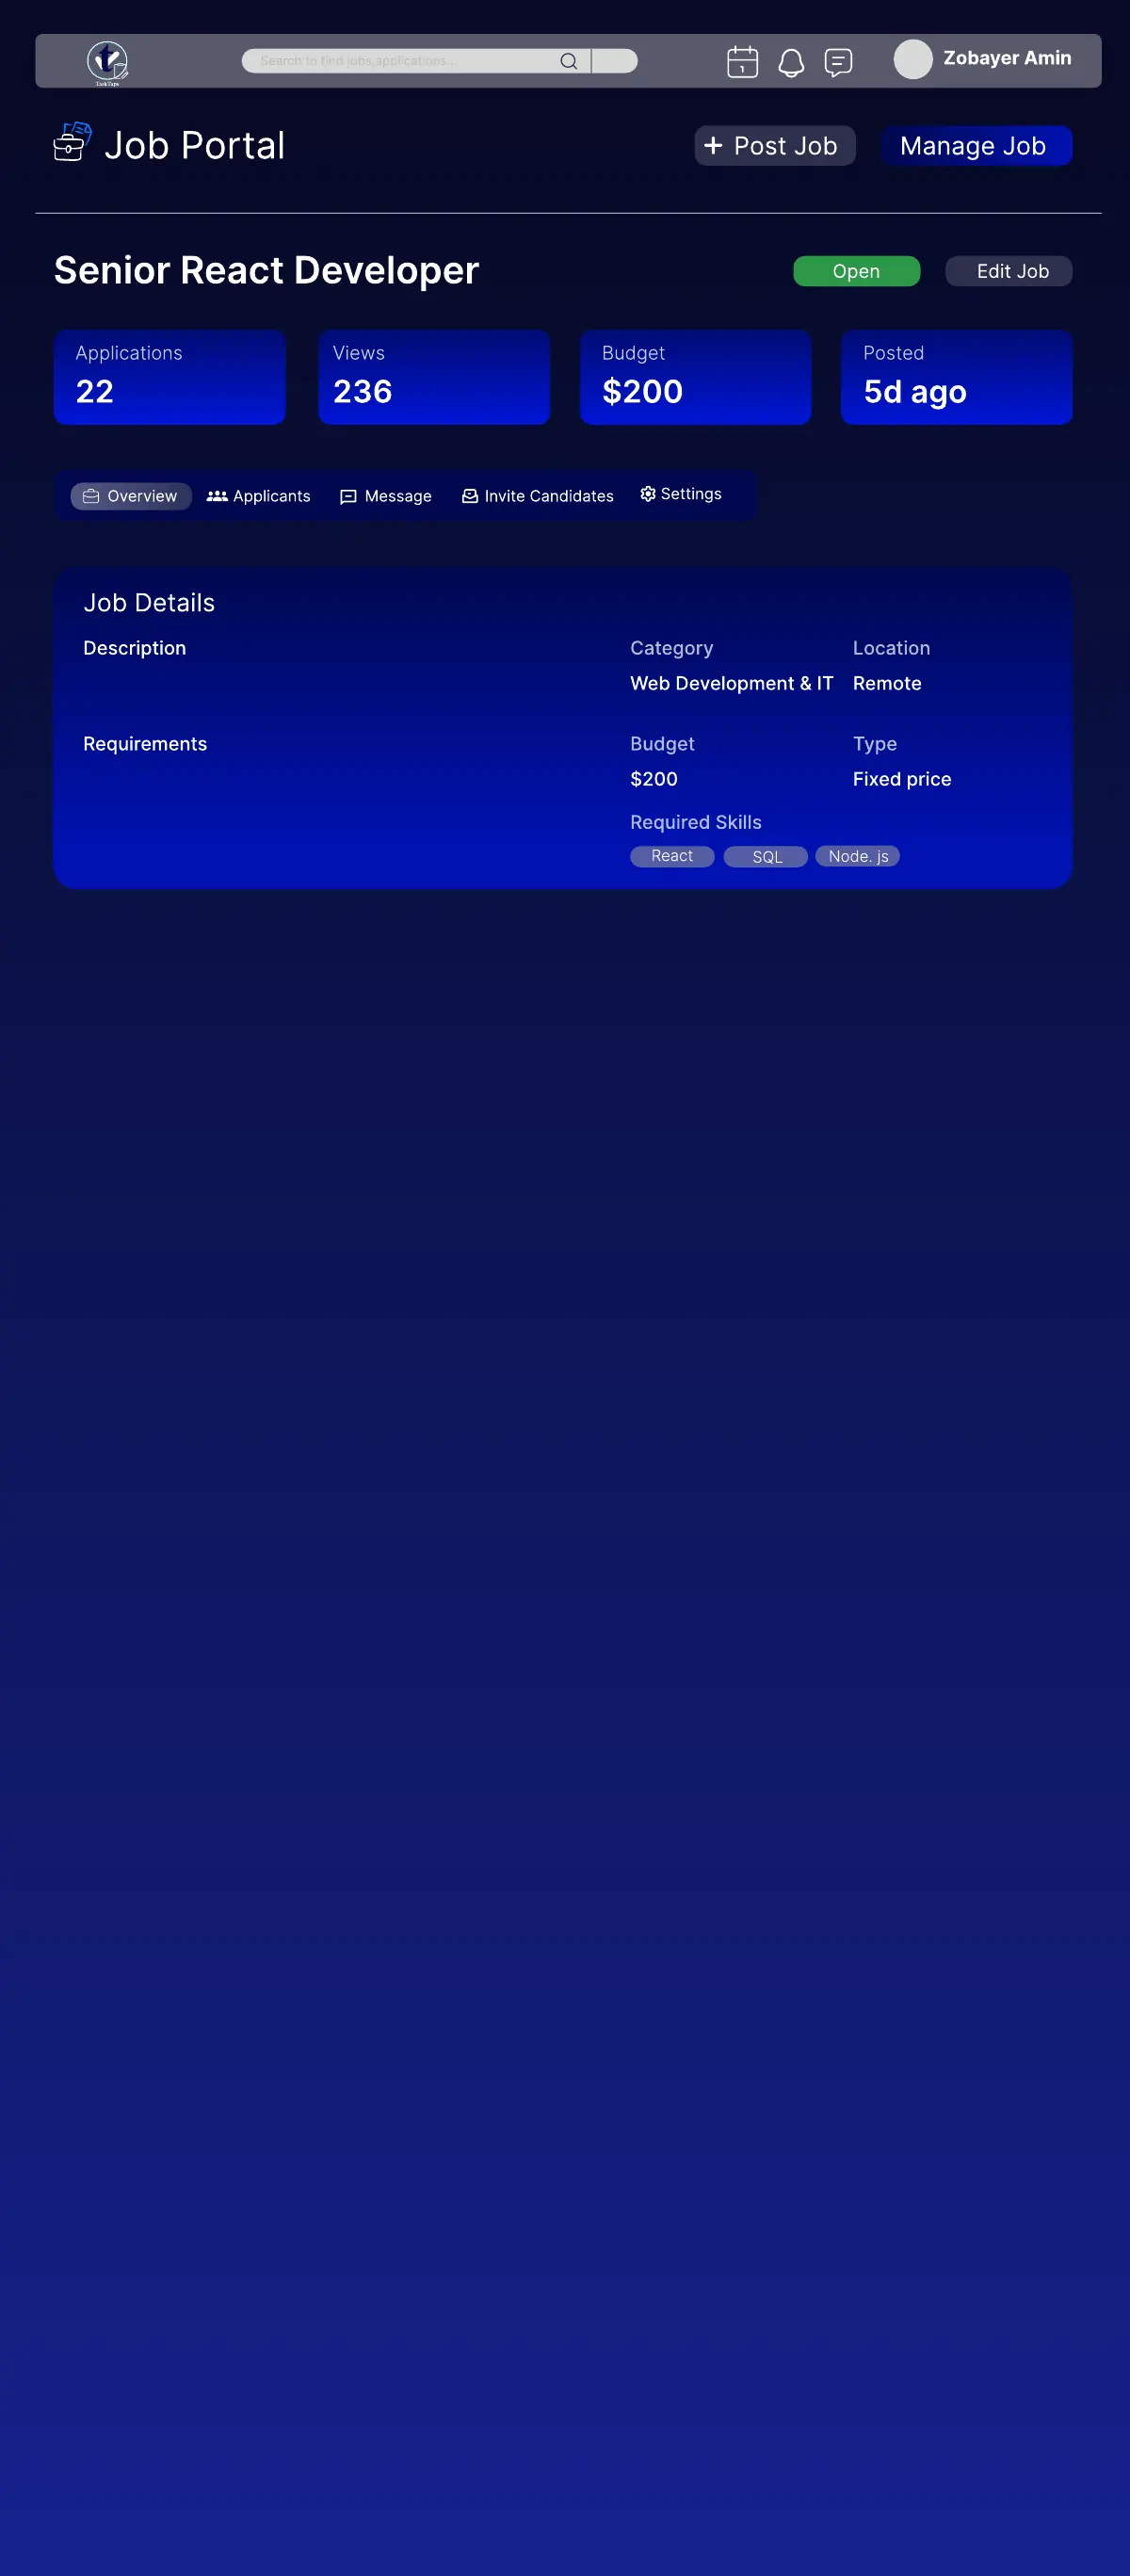 Search to find jobs,applications...
1
Zobayer Amin
TaskTaps
Job Portal
+ Post Job
Manage Job
Senior React Developer
Open
Edit Job
Applications
22
Views
236
Budget
$200
Posted
5d ago
Overview
Applicants
Message
Invite Candidates
Settings
Job Details
Description
Category
Location
Web Development & IT
Remote
Requirements
Budget
Type
$200
Fixed price
Required Skills
React
SQL
Node. js